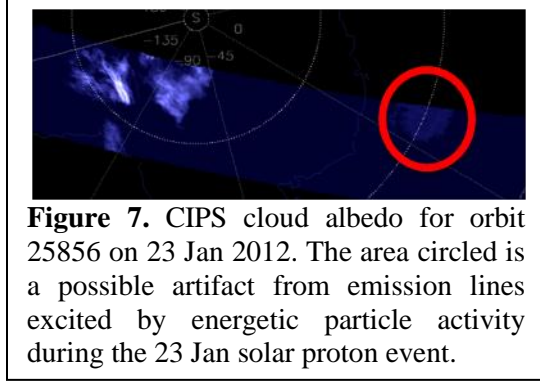 S
0
-135
-90 -45
Figure 7. CIPS cloud albedo for orbit
25856 on 23 Jan 2012. The area circled is
a possible artifact from emission lines
excited by energetic particle activity
during the 23 Jan solar proton event.